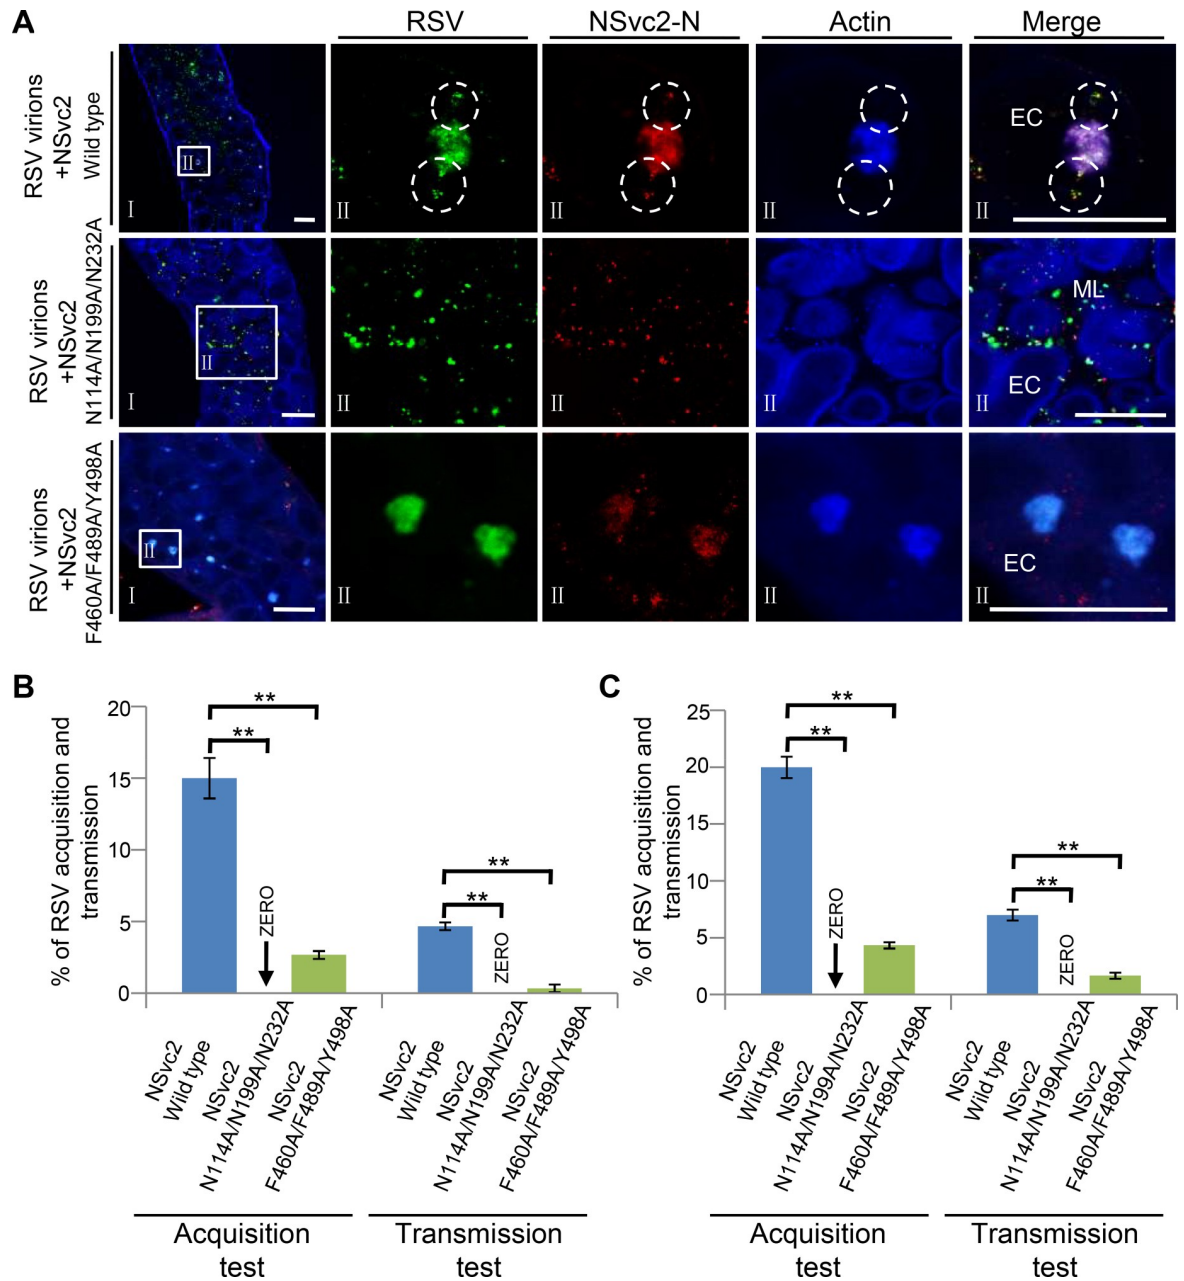 A
RSV
NSvc2-N
Actin
Merge
RSV virions
+NSvc2
Wild type
II
I
II
II
II
EC
II
RSV virions
+NSvc2
N114A/N199A/N232A
II
I
II
II
II
ML
EC
II
RSV virions
+NSvc2
F460A/F489A/Y498A
II
I
II
II
II
EC
II
B
% of RSV acquisition and
transmission
20
15
10
5
0
**
**
ZERO
**
**
ZERO
NSvc2
Wild type
NSvc2
N114A/N199A/N232A
NSvc2
F460A/F489A/Y498A
NSvc2
Wild type
NSvc2
N114A/N199A/N232A
NSvc2
F460A/F489A/Y498A
Acquisition
test
Transmission
test
C
% of RSV acquisition and
transmission
25
20
15
10
5
0
**
**
ZERO
**
**
ZERO
NSvc2
Wild type
NSvc2
N114A/N199A/N232A
NSvc2
F460A/F489A/Y498A
NSvc2
Wild type
NSvc2
N114A/N199A/N232A
NSvc2
F460A/F489A/Y498A
Acquisition
test
Transmission
test